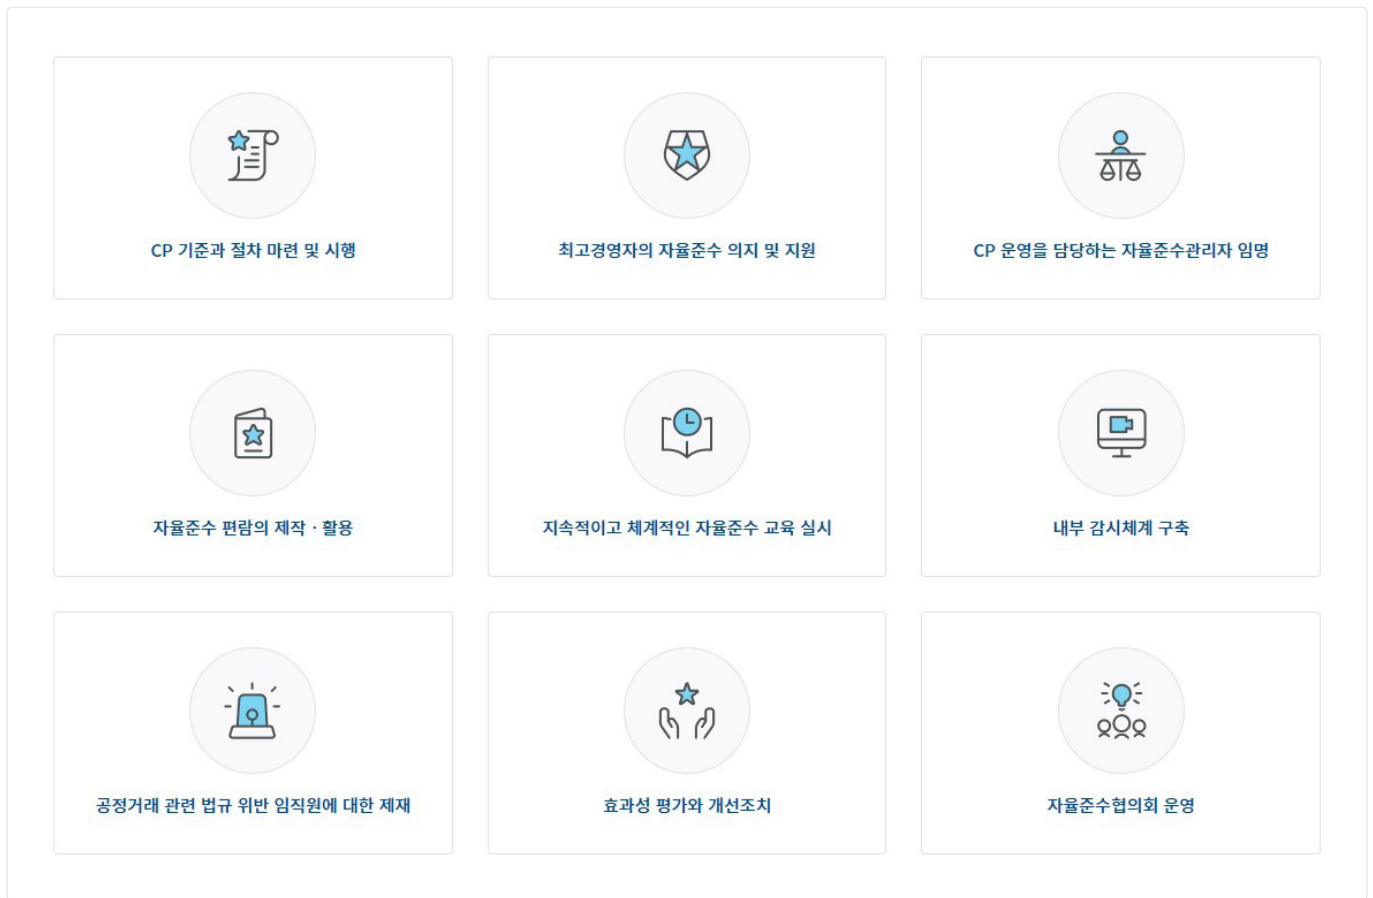 CP 기준과 절차 마련 및 시행
최고경영자의 자율준수 의지 및 지원
CP 운영을 담당하는 자율준수관리자 임명
자율준수 편람의 제작 · 활용
지속적이고 체계적인 자율준수 교육 실시
내부 감시체계 구축
공정거래 관련 법규 위반 임직원에 대한 제재
효과성 평가와 개선조치
자율준수협의회 운영